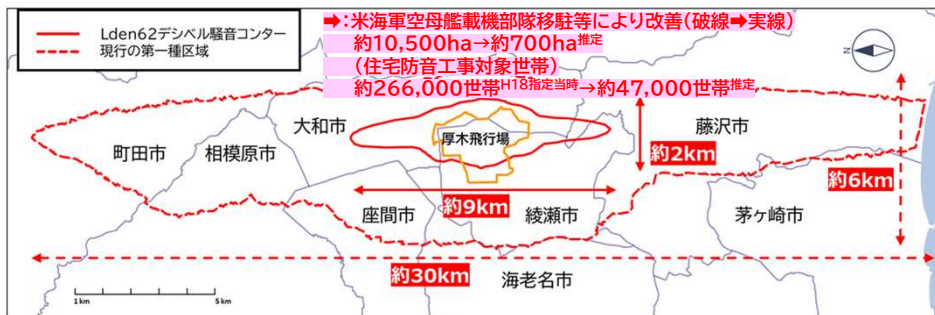 Lden62デシベル騒音コンター
現行の第一種区域
➡:米海軍空母艦載機部隊移駐等により改善(破線➡実線)
約10,500ha→約700ha推定
(住宅防音工事対象世帯)
約266,000世帯H18指定当時→約47,000世帯推定
N
大和市
厚木飛行場
藤沢市
町田市
相模原市
約2km
約6km
約9km
座間市
綾瀬市
茅ヶ崎市
約30km
海老名市
1 km
5 km